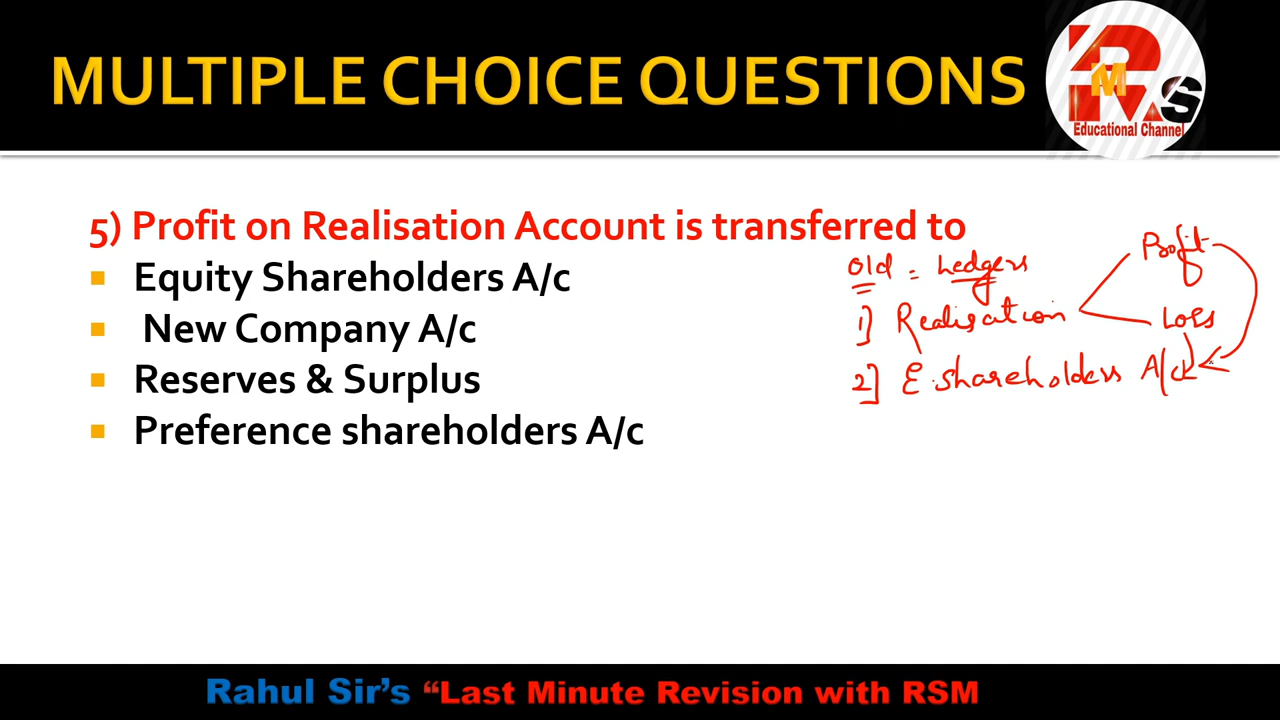 MULTIPLE CHOICE QUESTIONS
RMS
Educational Channel
5) Profit on Realisation Account is transferred to
Equity Shareholders A/c
New Company A/c
Reserves & Surplus
Preference shareholders A/c
Old = Ledgers
1] Realisation
Profit
Loss
2] E.shareholders A/c
Rahul Sir's "Last Minute Revision with RSM